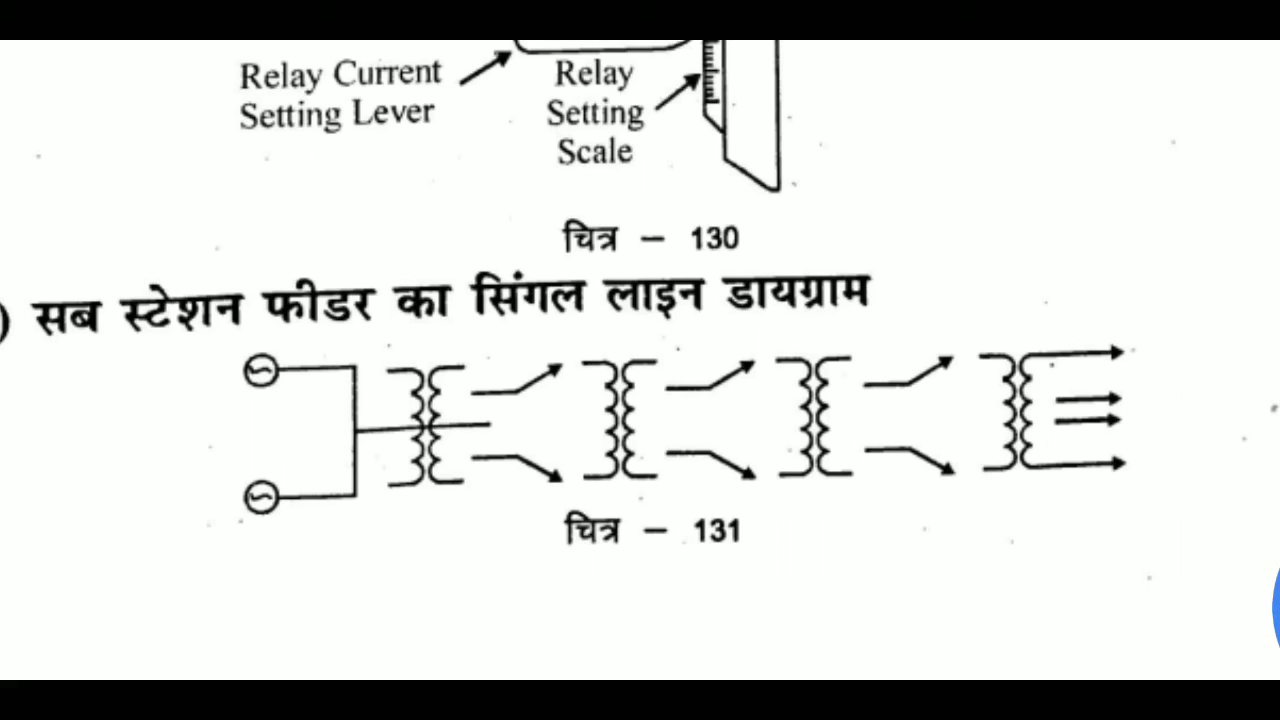 Relay Current
Setting Lever
Relay
Setting
Scale
चित्र – 130
) सब स्टेशन फीडर का सिंगल लाइन डायग्राम
चित्र – 131